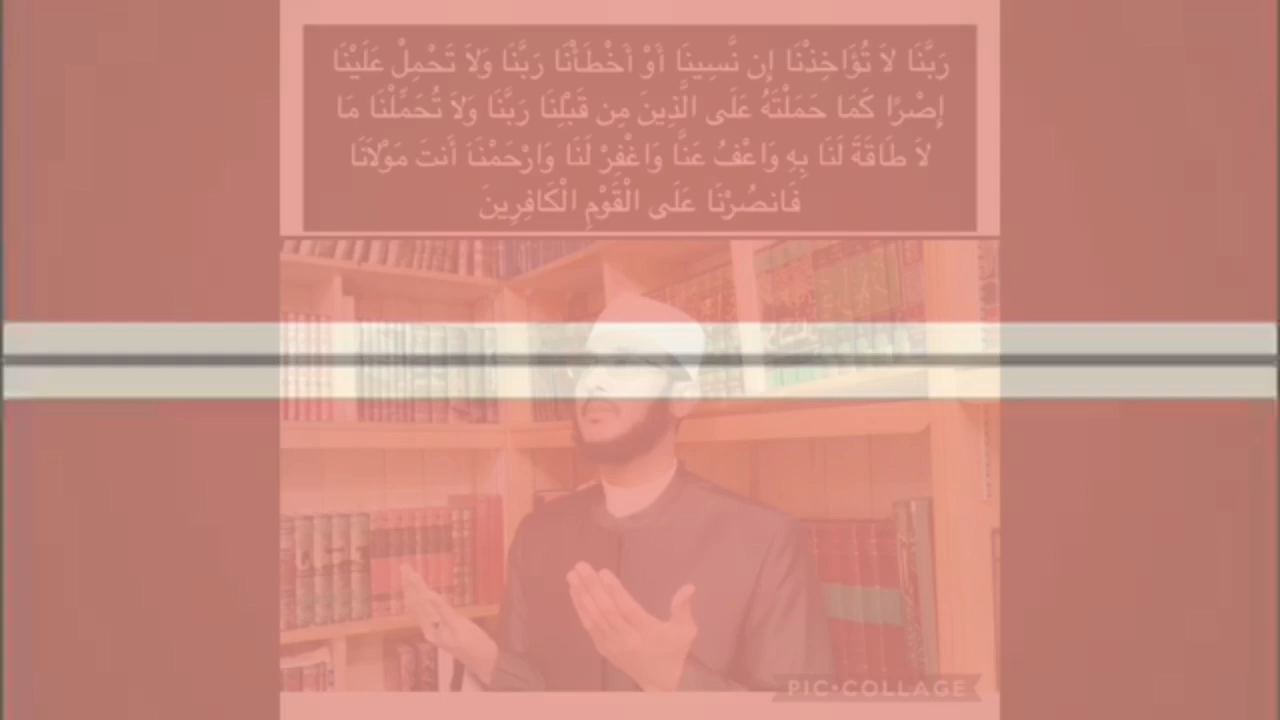 رَبَّنَا لاَ تُؤَاخِذْنَا إِن نَّسِينَا أَوْ أَخْطَأْنَا رَبَّنَا وَلاَ تَحْمِلْ عَلَيْنَا
إِصْرًا كَمَا حَمَلْتَهُ عَلَى الَّذِينَ مِن قَبْلِنَا رَبَّنَا وَلاَ تُحَمِّلْنَا مَا
لاَ طَاقَةَ لَنَا بِهِ وَاعْفُ عَنَّا وَاغْفِرْ لَنَا وَارْحَمْنَا أَنتَ مَوْلاَنَا
فَانصُرْنَا عَلَى الْقَوْمِ الْكَافِرِينَ
PIC•COLLAGE